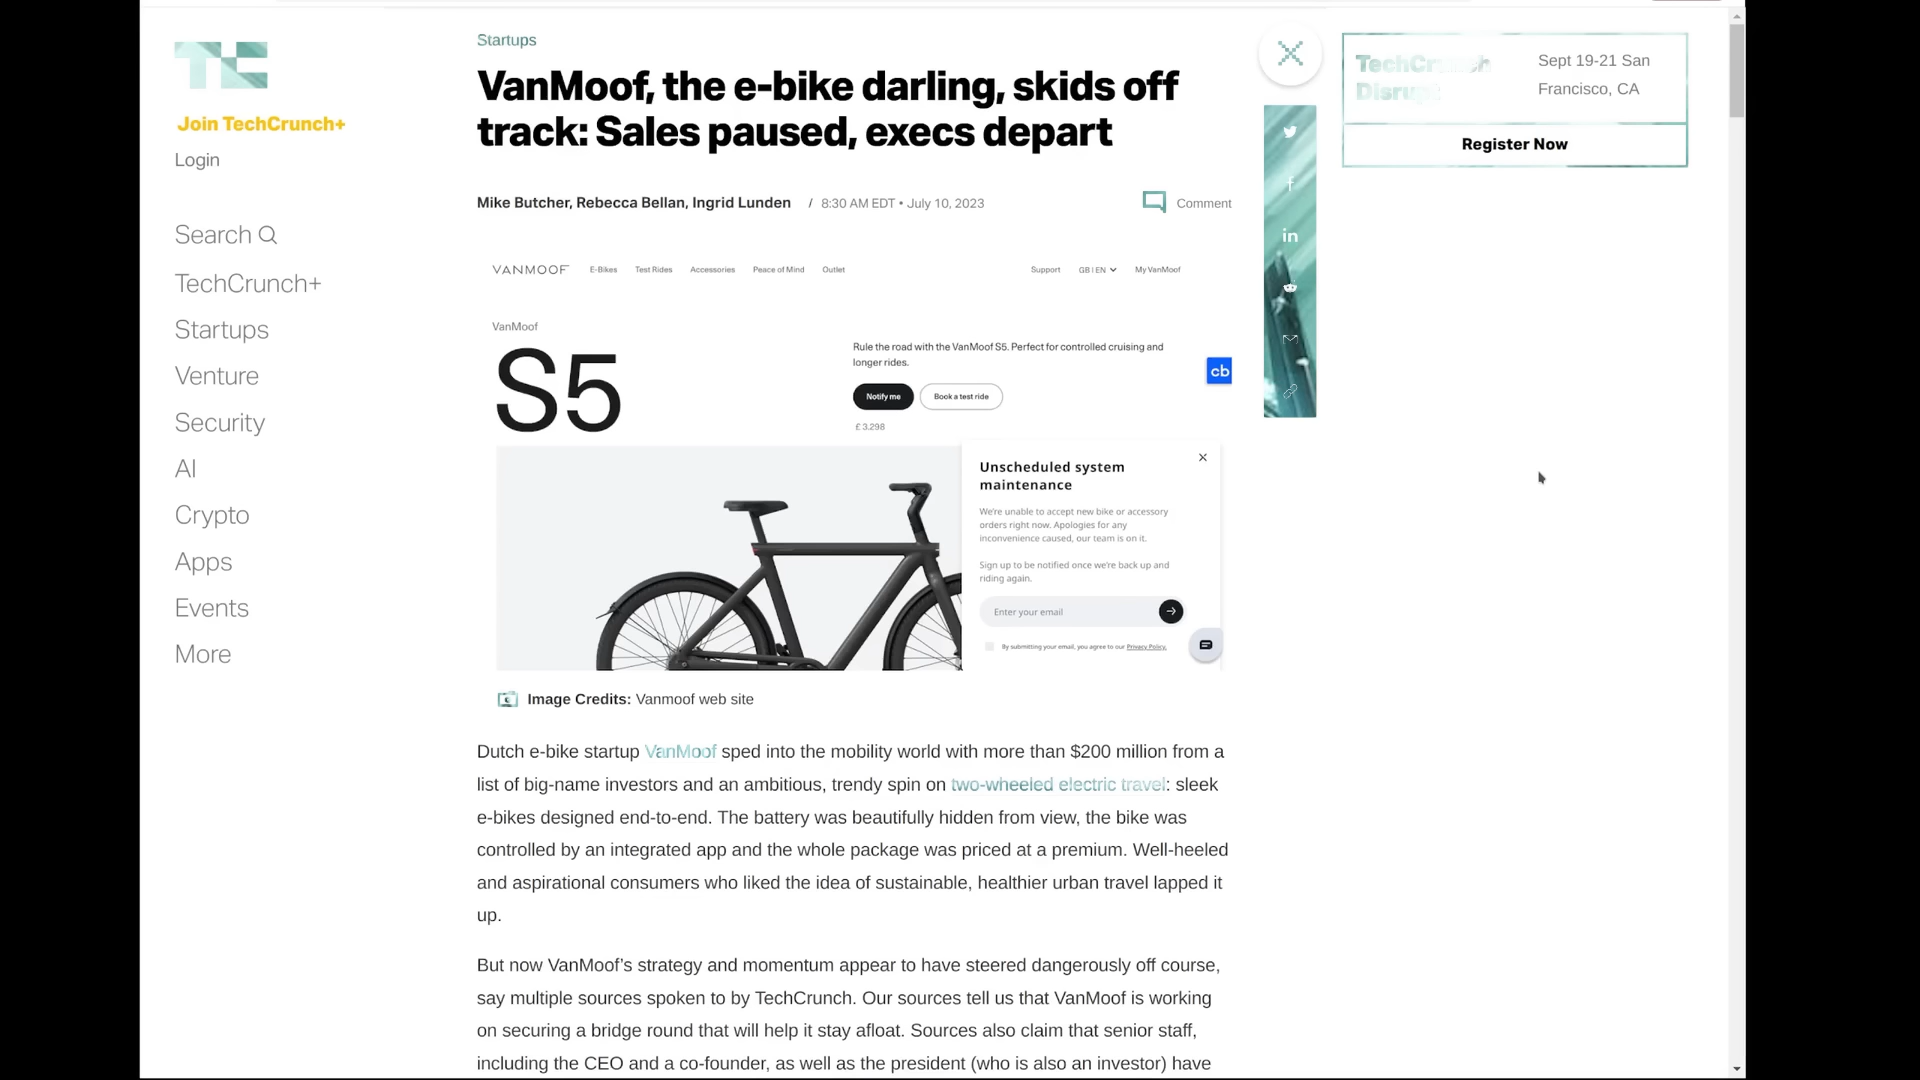 TC
Join TechCrunch+
Login
Search
TechCrunch+
Startups
Venture
Security
AI
Crypto
Apps
Events
More
Startups
VanMoof, the e-bike darling, skids off
track: Sales paused, execs depart
Mike Butcher, Rebecca Bellan, Ingrid Lunden / 8:30 AM EDT • July 10, 2023
Comment
VANMOOF E-Bikes Test Rides Accessories Peace of Mind Outlet Support GB | EN My VanMoof
VanMoof
S5
Rule the road with the VanMoof S5. Perfect for controlled cruising and
longer rides.
Notify me Book a test ride
£ 3,298
cb
Unscheduled system
maintenance
We're unable to accept new bike or accessory
orders right now. Apologies for any
inconvenience caused, our team is on it.
Sign up to be notified once we're back up and
riding again.
Enter your email
By submitting your email, you agree to our Privacy Policy.
Image Credits: Vanmoof web site
Dutch e-bike startup VanMoof sped into the mobility world with more than $200 million from a
list of big-name investors and an ambitious, trendy spin on two-wheeled electric travel: sleek
e-bikes designed end-to-end. The battery was beautifully hidden from view, the bike was
controlled by an integrated app and the whole package was priced at a premium. Well-heeled
and aspirational consumers who liked the idea of sustainable, healthier urban travel lapped it
up.
But now VanMoof’s strategy and momentum appear to have steered dangerously off course,
say multiple sources spoken to by TechCrunch. Our sources tell us that VanMoof is working
on securing a bridge round that will help it stay afloat. Sources also claim that senior staff,
including the CEO and a co-founder, as well as the president (who is also an investor) have
f
in
TechCrunch
Disrupt
Sept 19-21 San
Francisco, CA
Register Now